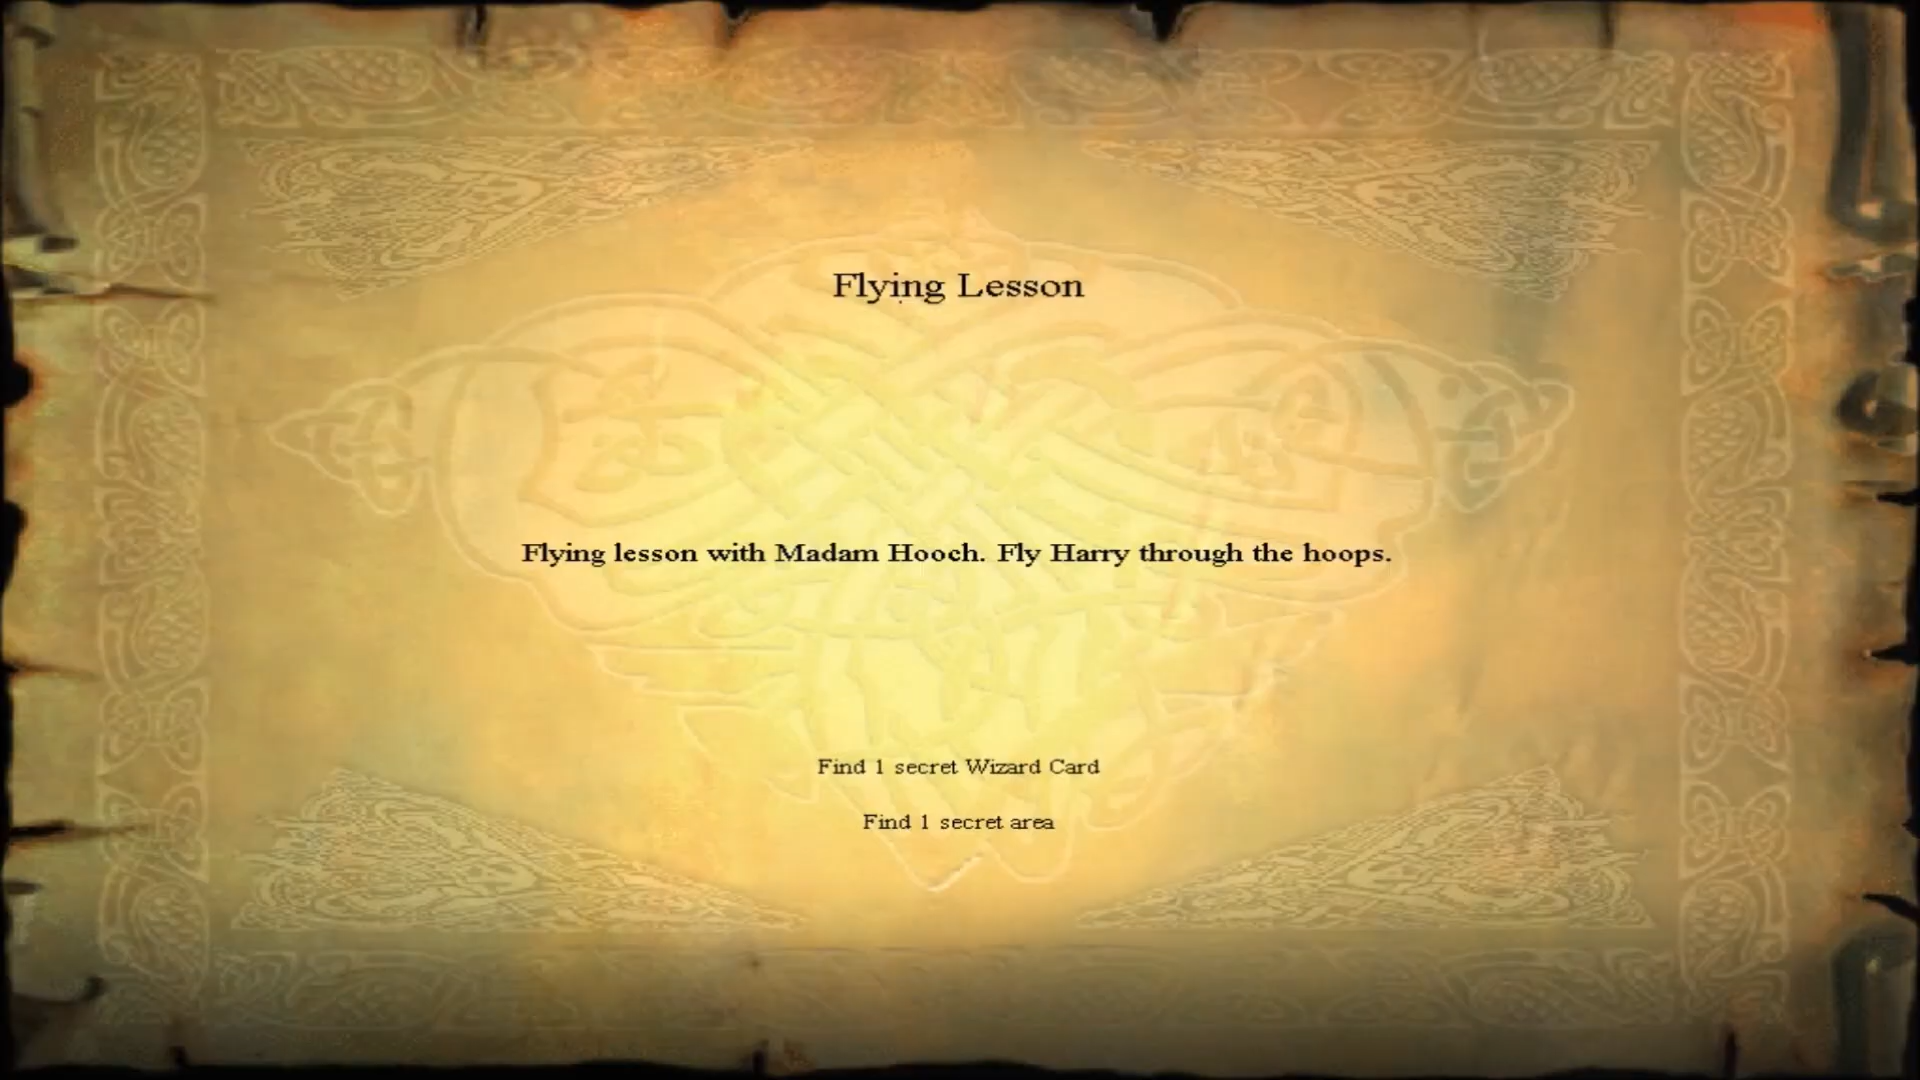 Flying Lesson
Flying lesson with Madam Hooch. Fly Harry through the hoops.
Find 1 secret Wizard Card
Find 1 secret area